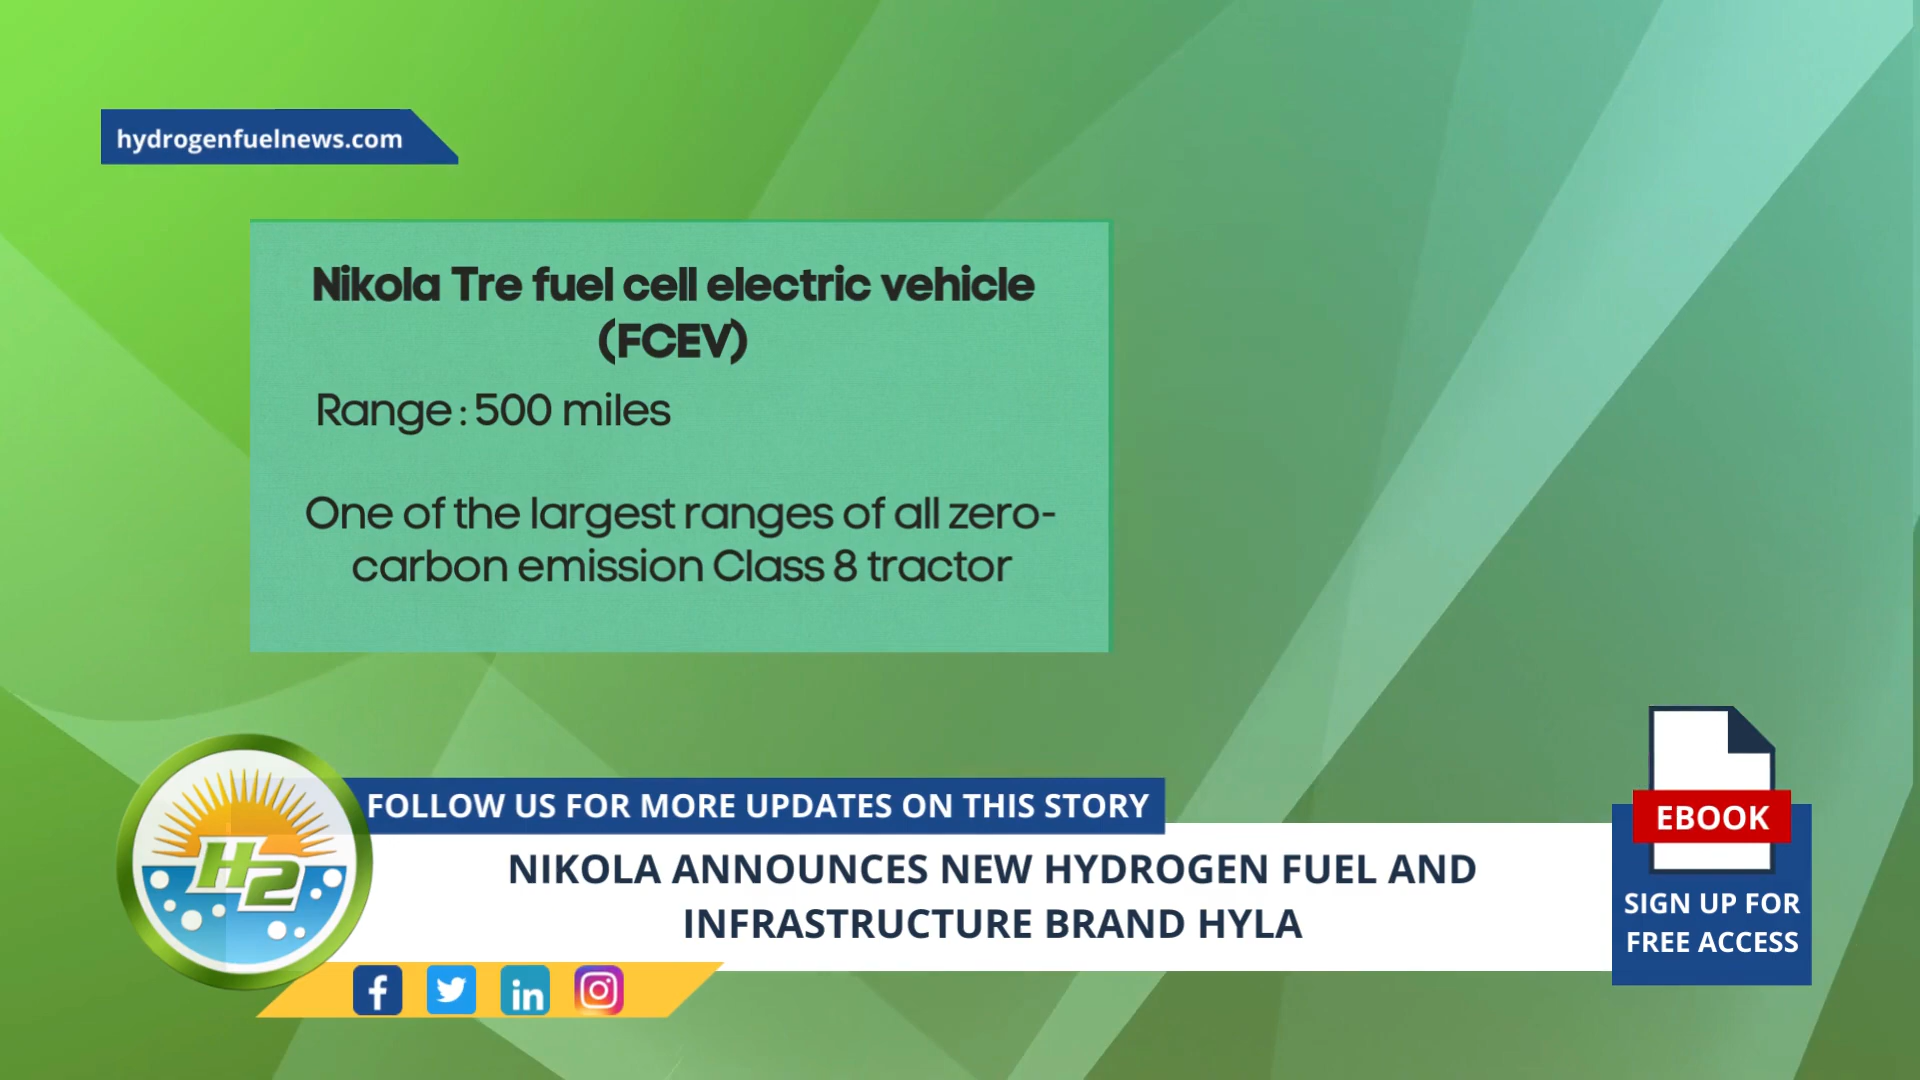 hydrogenfuelnews.com
Nikola Tre fuel cell electric vehicle
(FCEV)
Range : 500 miles
One of the largest ranges of all zero-
carbon emission Class 8 tractor
FOLLOW US FOR MORE UPDATES ON THIS STORY
NIKOLA ANNOUNCES NEW HYDROGEN FUEL AND
INFRASTRUCTURE BRAND HYLA
H2
EBOOK
SIGN UP FOR
FREE ACCESS